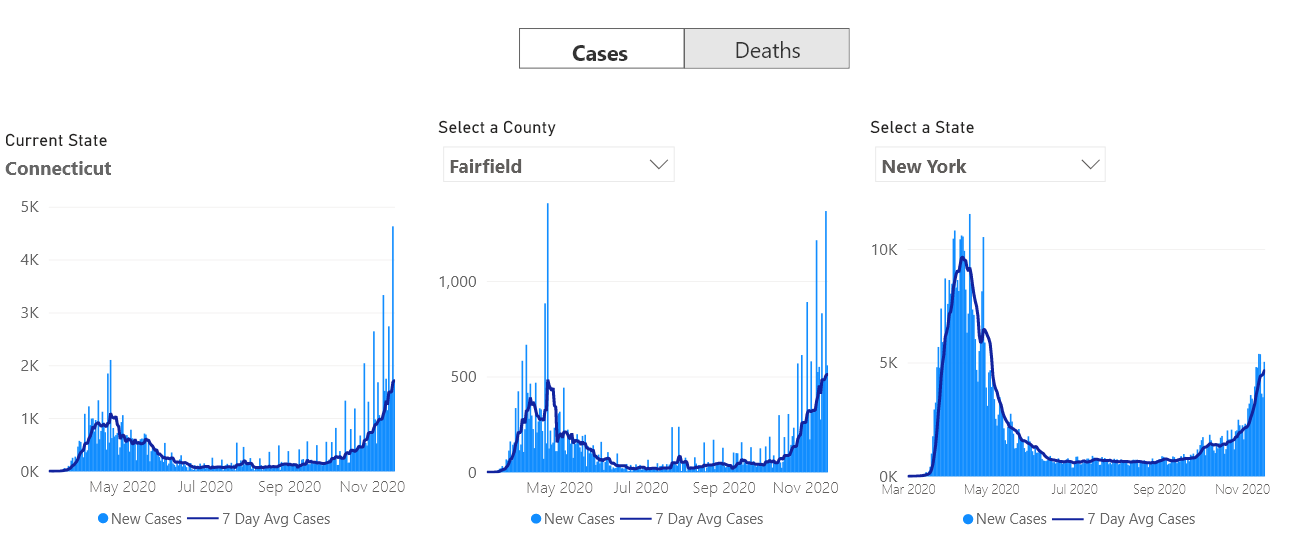 Cases Deaths
Current State
Connecticut
5K
4K
3K
2K
1K
0K
May 2020 Jul 2020 Sep 2020 Nov 2020
New Cases 7 Day Avg Cases
Select a County
Fairfield
1,000
500
0
May 2020 Jul 2020 Sep 2020 Nov 2020
New Cases 7 Day Avg Cases
Select a State
New York
10K
5K
0K
Mar 2020 May 2020 Jul 2020 Sep 2020 Nov 2020
New Cases 7 Day Avg Cases